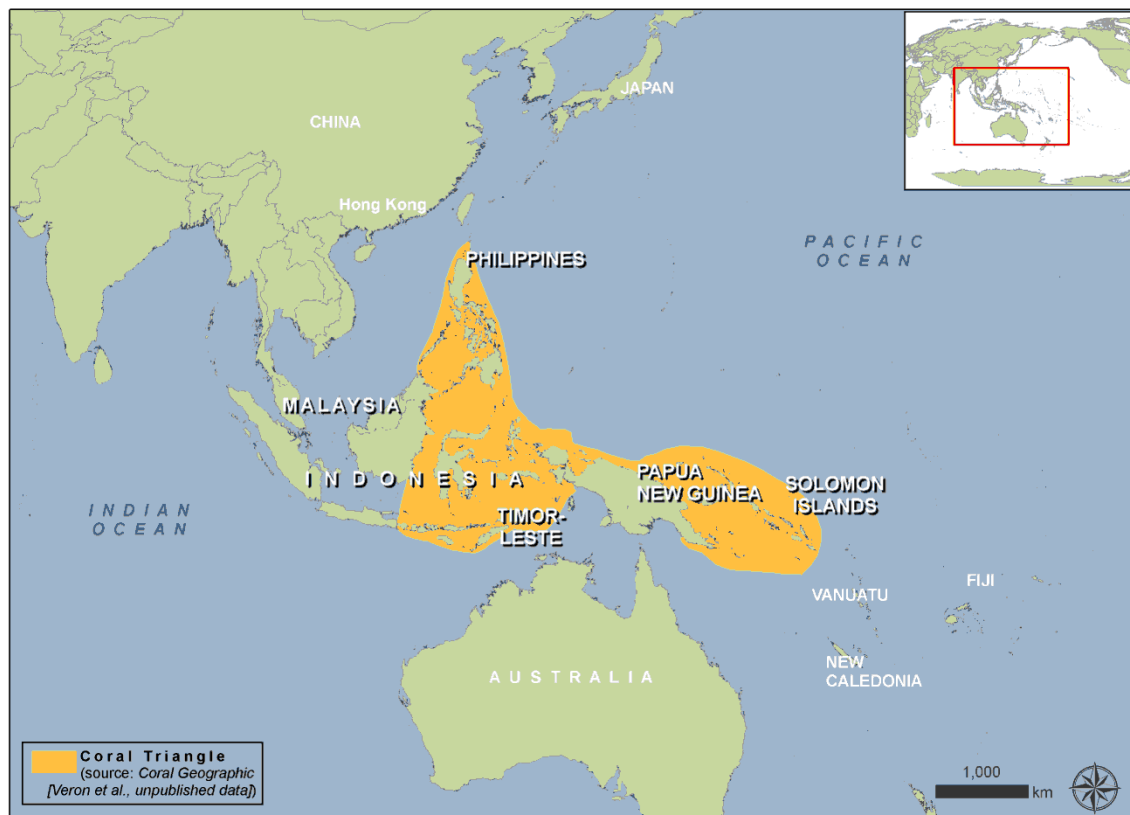 JAPAN
CHINA
Hong Kong
PACIFIC
OCEAN
PHILIPPINES
MALAYSIA
INDONESIA
PAPUA
NEW GUINEA
SOLOMON
ISLANDS
INDIAN
OCEAN
TIMOR-
LESTE
FIJI
VANUATU
NEW
CALEDONIA
AUSTRALIA
Coral Triangle
(source: Coral Geographic
[Veron et al., unpublished data])
1,000
km